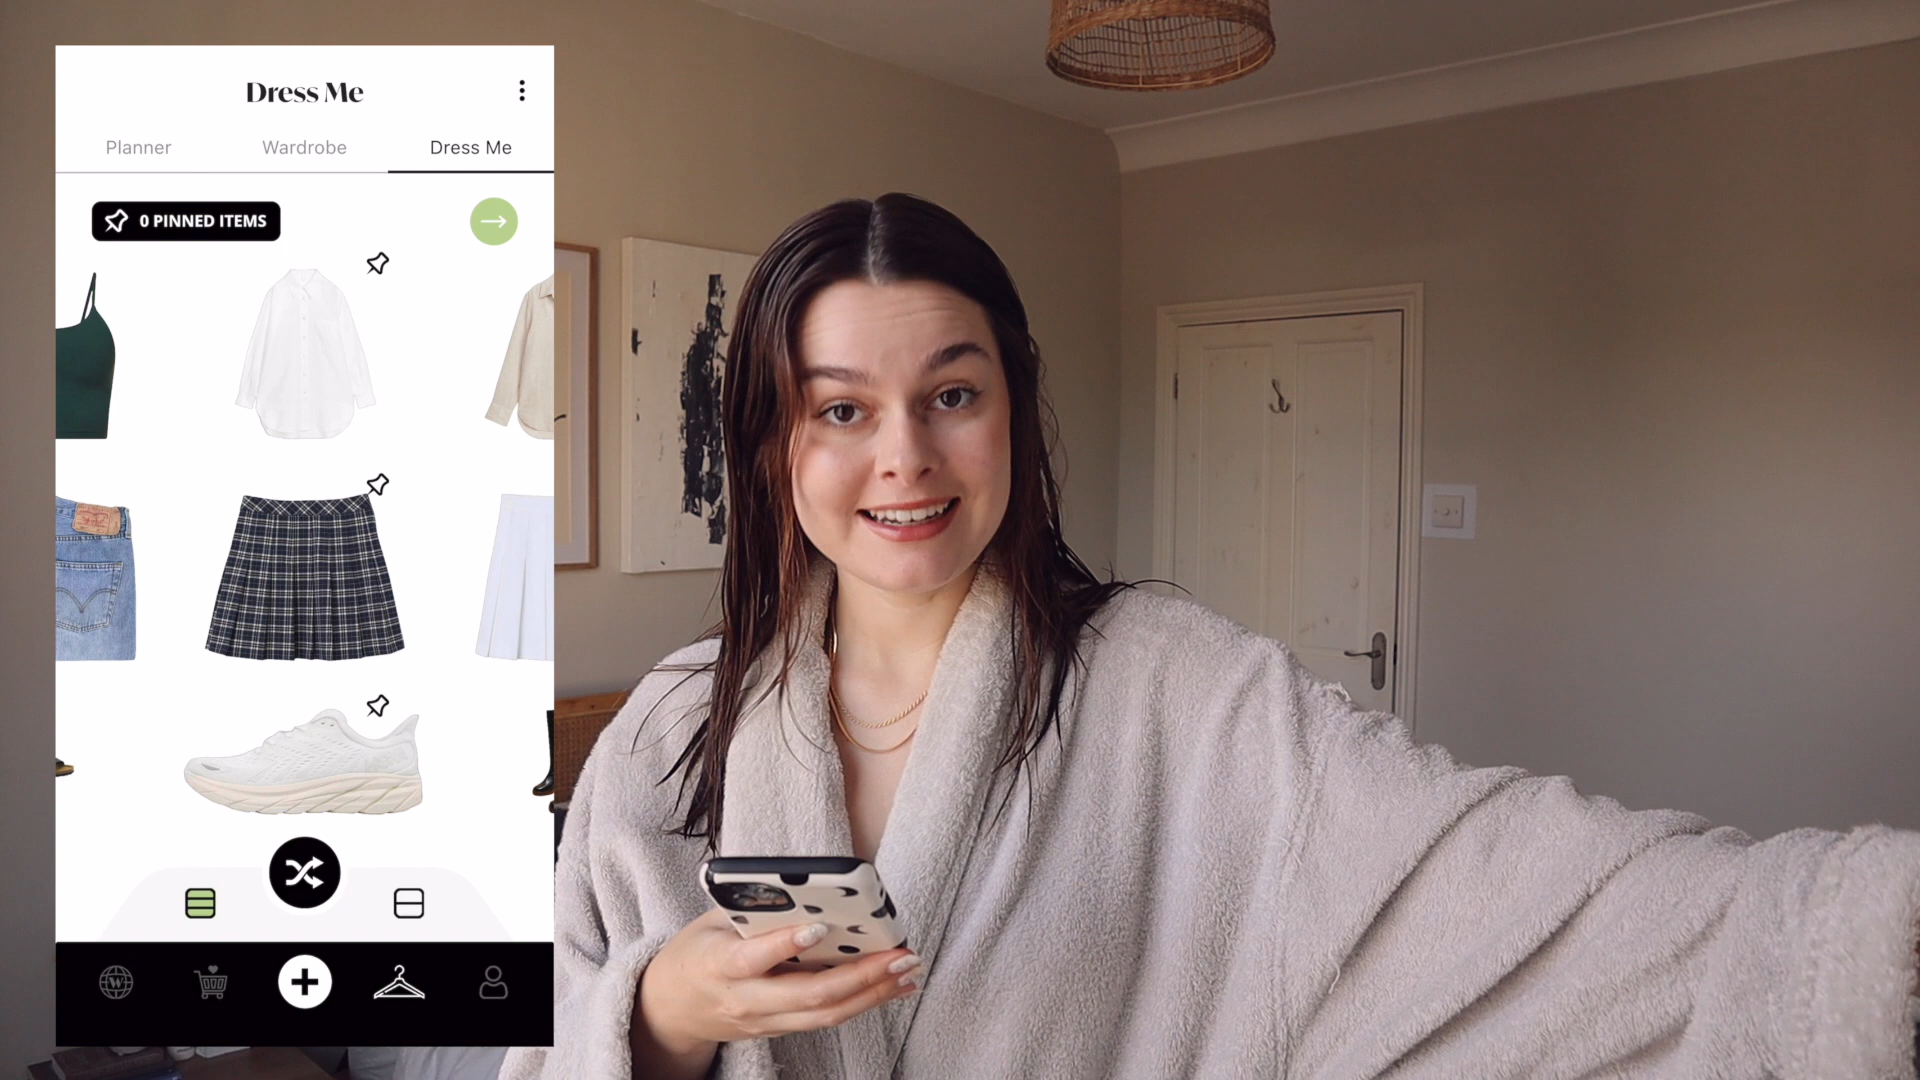 Dress Me
Planner
Wardrobe
Dress Me
0 PINNED ITEMS
W